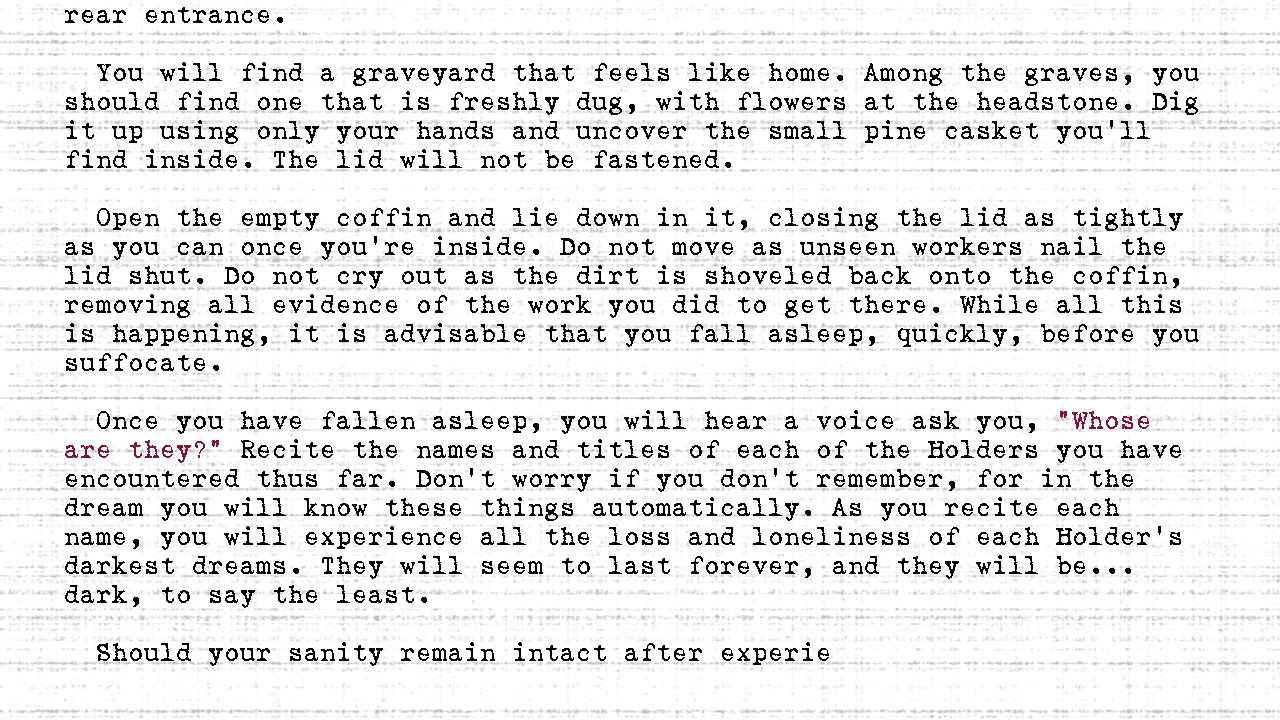 rear entrance.
You will find a graveyard that feels like home. Among the graves, you
should find one that is freshly dug, with flowers at the headstone. Dig
it up using only your hands and uncover the small pine casket you'll
find inside. The lid will not be fastened.
Open the empty coffin and lie down in it, closing the lid as tightly
as you can once you're inside. Do not move as unseen workers nail the
lid shut. Do not cry out as the dirt is shoveled back onto the coffin,
removing all evidence of the work you did to get there. While all this
is happening, it is advisable that you fall asleep, quickly, before you
suffocate.
Once you have fallen asleep, you will hear a voice ask you, "Whose
are they?" Recite the names and titles of each of the Holders you have
encountered thus far. Don't worry if you don't remember, for in the
dream you will know these things automatically. As you recite each
name, you will experience all the loss and loneliness of each Holder's
darkest dreams. They will seem to last forever, and they will be...
dark, to say the least.
Should your sanity remain intact after experie